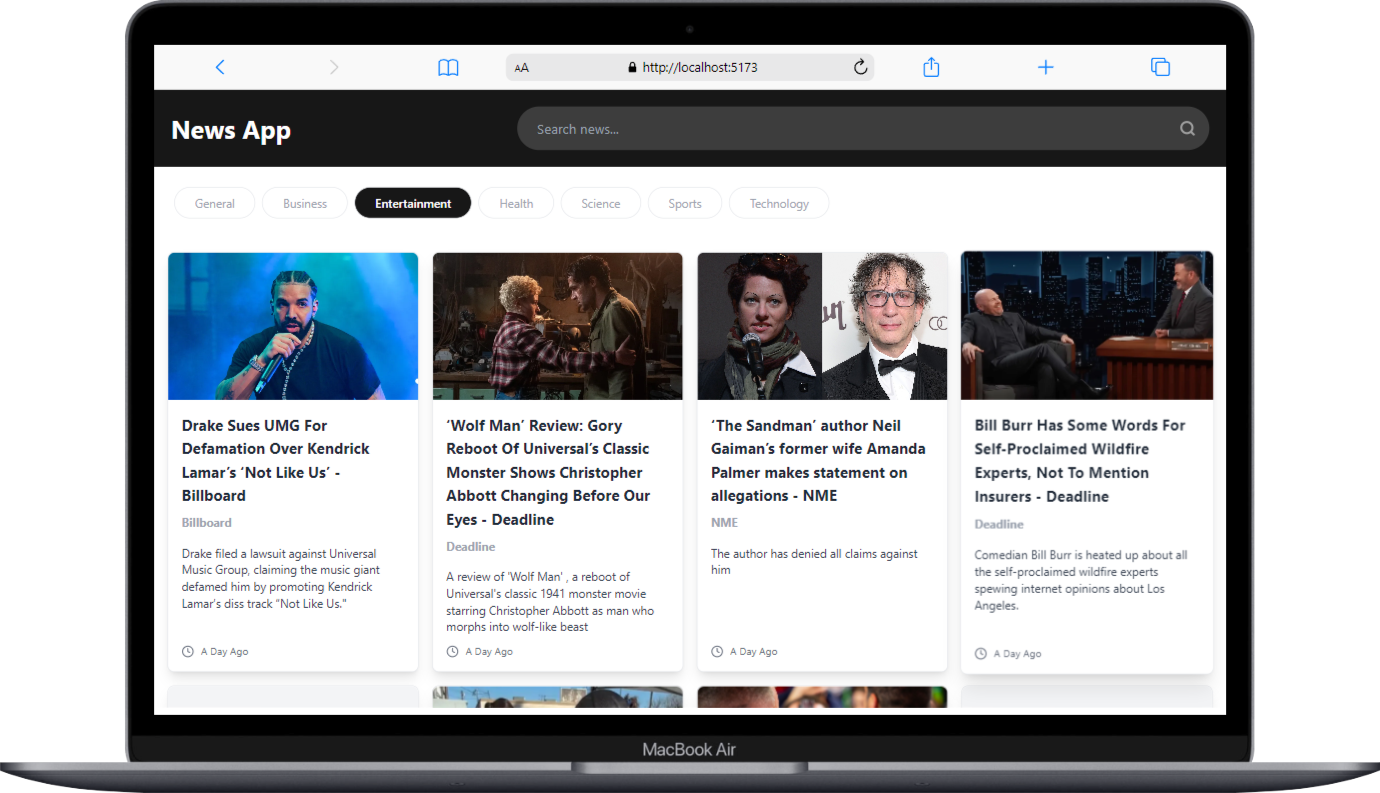 AA
http://localhost:5173
News App
Search news...
General
Business
Entertainment
Health
Science
Sports
Technology
Drake Sues UMG For
Defamation Over Kendrick
Lamar’s ‘Not Like Us’ -
Billboard
Billboard
Drake filed a lawsuit against Universal
Music Group, claiming the music giant
defamed him by promoting Kendrick
Lamar's diss track “Not Like Us."
A Day Ago
‘Wolf Man’ Review: Gory
Reboot Of Universal’s Classic
Monster Shows Christopher
Abbott Changing Before Our
Eyes - Deadline
Deadline
A review of 'Wolf Man' , a reboot of
Universal's classic 1941 monster movie
starring Christopher Abbott as man who
morphs into wolf-like beast
A Day Ago
‘The Sandman’ author Neil
Gaiman’s former wife Amanda
Palmer makes statement on
allegations - NME
NME
The author has denied all claims against
him
A Day Ago
Bill Burr Has Some Words For
Self-Proclaimed Wildfire
Experts, Not To Mention
Insurers - Deadline
Deadline
Comedian Bill Burr is heated up about all
the self-proclaimed wildfire experts
spewing internet opinions about Los
Angeles.
A Day Ago
MacBook Air